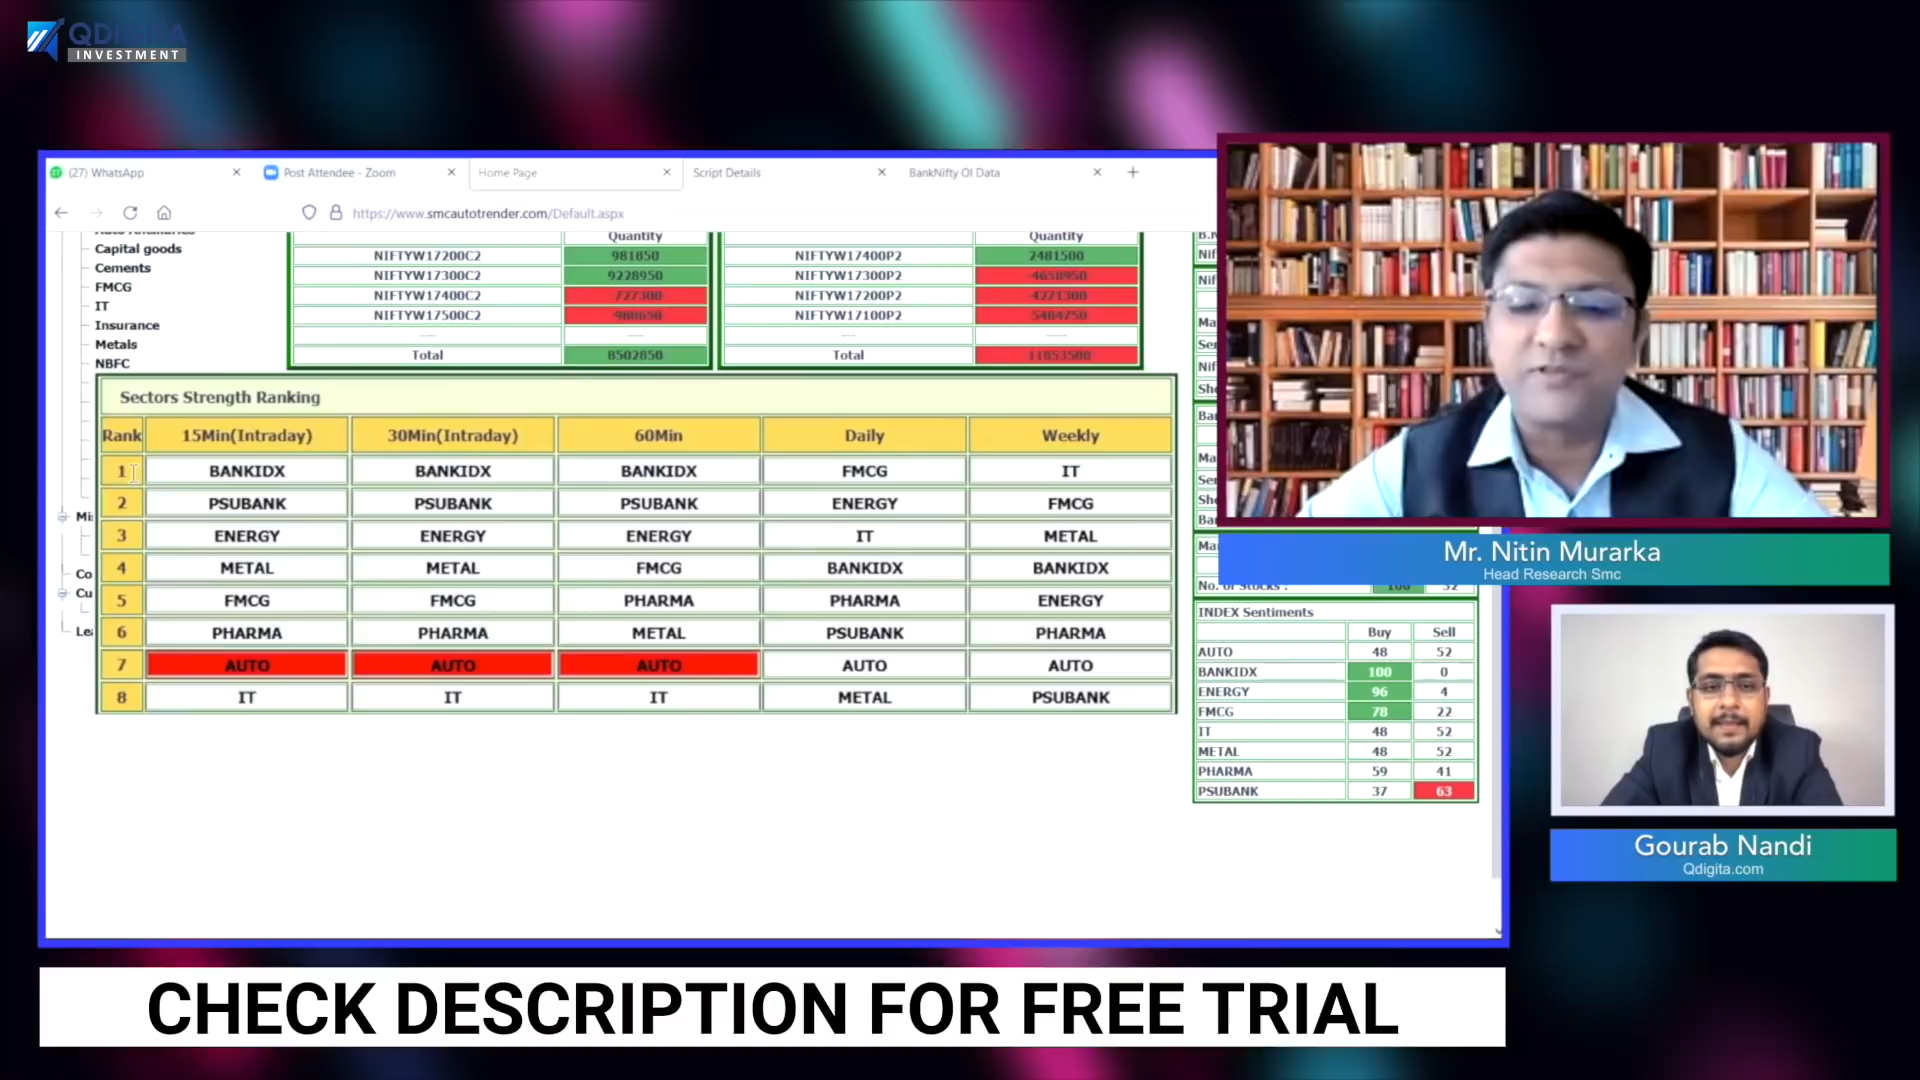 QDIGITA
INVESTMENT
(27) WhatsApp
Post Attendee - Zoom
Home Page
Script Details
BankNifty OI Data
https://www.smcautotrender.com/Default.aspx
Capital goods
Cements
FMCG
IT
Insurance
Metals
NBFC
Quantity
NIFTYW17200C2 981850
NIFTYW17300C2 9228950
NIFTYW17400C2 -727300
NIFTYW17500C2
Total 8502850
Quantity
NIFTYW17400P2 2481500
NIFTYW17300P2 -4658950
NIFTYW17200P2 -4271300
NIFTYW17100P2
Total
Sectors Strength Ranking
Rank 15Min(Intraday) 30Min(Intraday) 60Min Daily Weekly
1 BANKIDX BANKIDX BANKIDX FMCG IT
2 PSUBANK PSUBANK PSUBANK ENERGY FMCG
3 ENERGY ENERGY ENERGY IT METAL
4 METAL METAL FMCG BANKIDX BANKIDX
5 FMCG FMCG PHARMA PHARMA ENERGY
6 PHARMA PHARMA METAL PSUBANK PHARMA
7 AUTO AUTO AUTO AUTO AUTO
8 IT IT IT METAL PSUBANK
No. of Stocks :
INDEX Sentiments
Buy Sell
AUTO 48 52
BANKIDX 100 0
ENERGY 96 4
FMCG 78 22
IT 48 52
METAL 48 52
PHARMA 59 41
PSUBANK 37 63
Mr. Nitin Murarka
Head Research Smc
Gourab Nandi
Qdigita.com
CHECK DESCRIPTION FOR FREE TRIAL